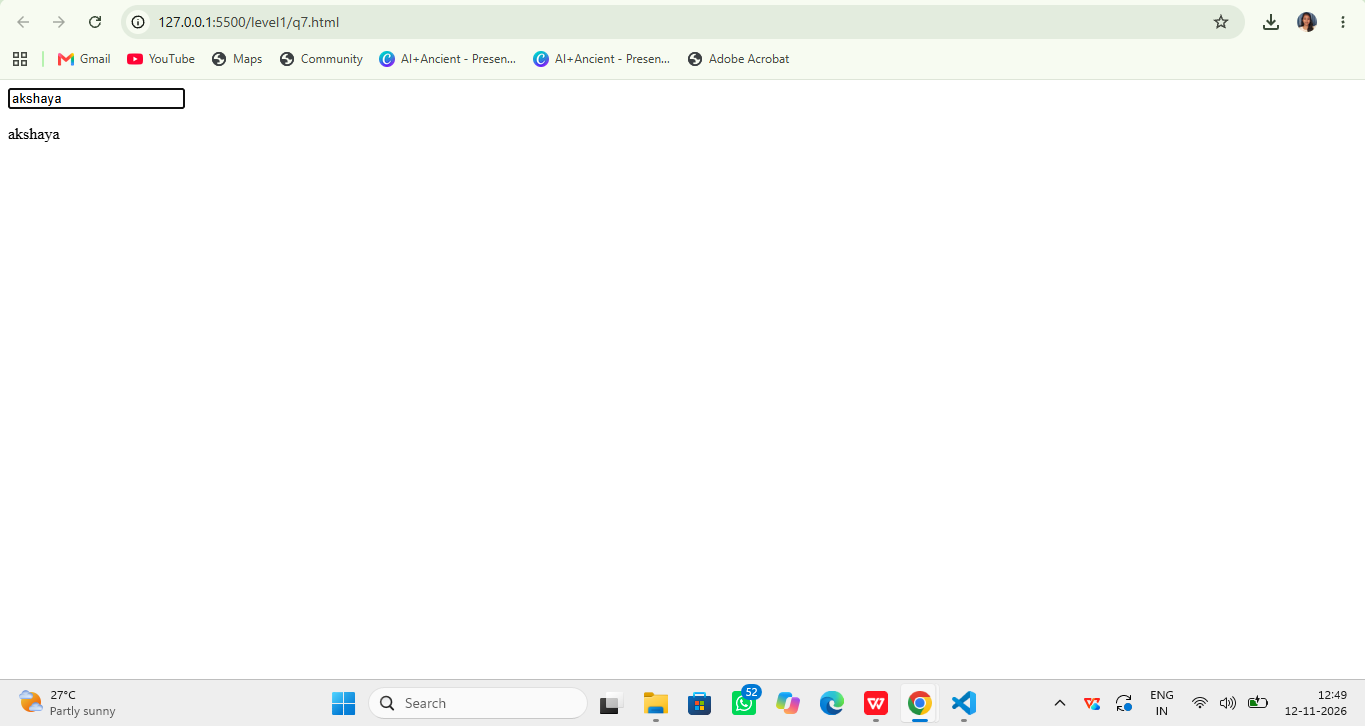 127.0.0.1:5500/level1/q7.html
Gmail YouTube Maps Community AI+Ancient - Presen... AI+Ancient - Presen... Adobe Acrobat
akshaya
akshaya
27°C
Partly sunny
Search
52
ENG
IN
12:49
12-11-2026